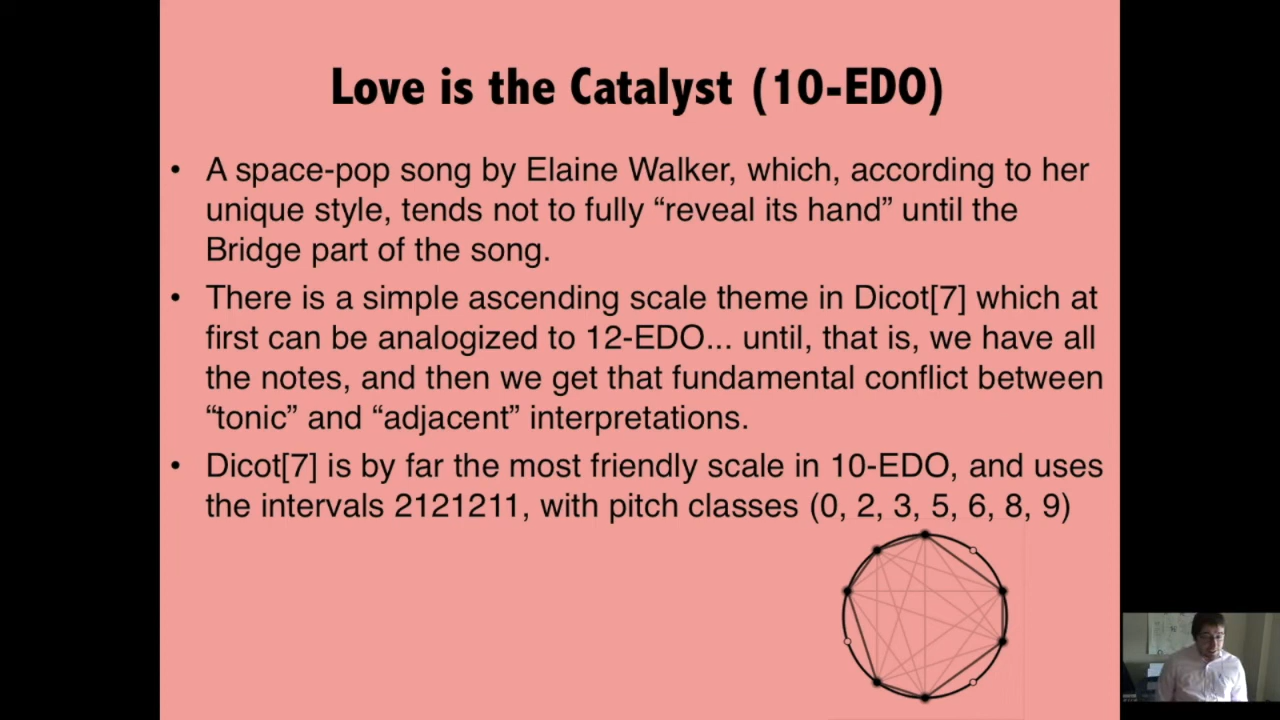 Love is the Catalyst (10-EDO)
• A space-pop song by Elaine Walker, which, according to her
unique style, tends not to fully “reveal its hand” until the
Bridge part of the song.
• There is a simple ascending scale theme in Dicot[7] which at
first can be analogized to 12-EDO... until, that is, we have all
the notes, and then we get that fundamental conflict between
“tonic” and “adjacent” interpretations.
• Dicot[7] is by far the most friendly scale in 10-EDO, and uses
the intervals 2121211, with pitch classes (0, 2, 3, 5, 6, 8, 9)